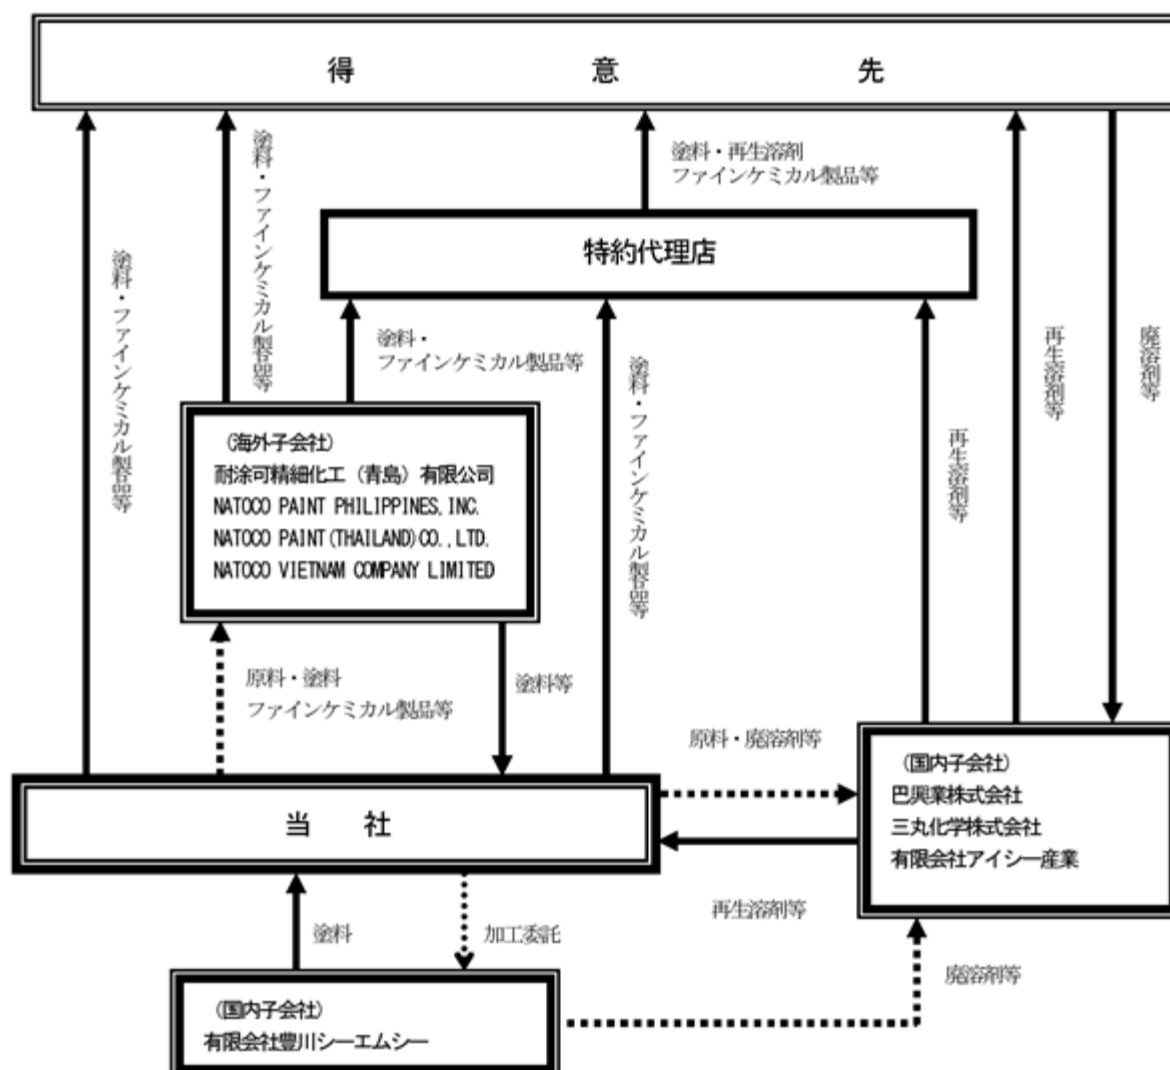 得意先
塗料・ファインケミカル製品等
塗料・ファインケミカル製品等
塗料・再生溶剤
ファインケミカル製品等
特約代理店
塗料・
ファインケミカル製品等
塗料・ファインケミカル製品等
再生溶剤等
再生溶剤等
廃溶剤等
(海外子会社)
耐涂可精細化工(青島)有限公司
NATOCO PAINT PHILIPPINES, INC.
NATOCO PAINT(THAILAND)CO.,LTD.
NATOCO VIETNAM COMPANY LIMITED
原料・塗料
ファインケミカル製品等
塗料等
原料・廃溶剤等
(国内子会社)
巴興業株式会社
三丸化学株式会社
有限会社アイシー産業
当社
再生溶剤等
塗料
加工委託
廃溶剤等
(国内子会社)
有限会社豊川シーエムシー